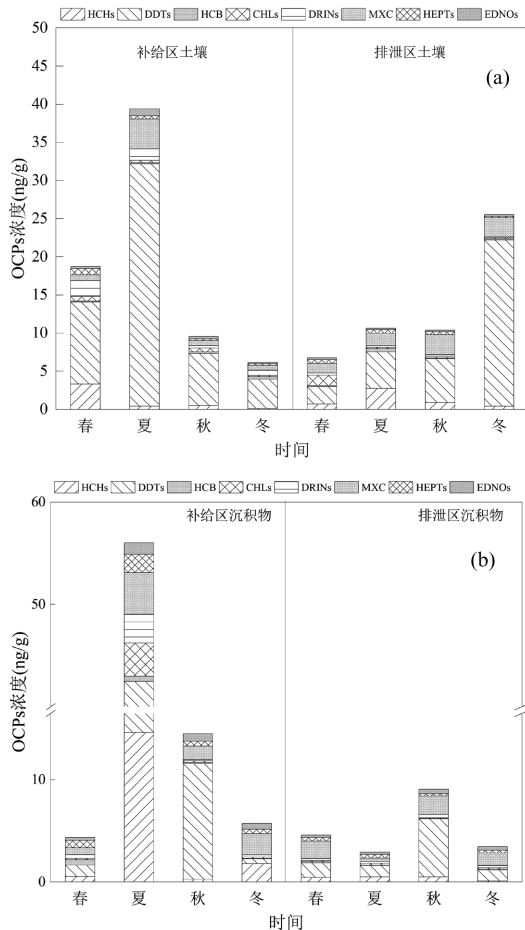 HCHs DDTs HCB CHLs DRINs MXC HEPTs EDNOs
50
45
40
35
30
25
20
15
10
5
0
OCPs浓度(ng/g)
补给区土壤 排泄区土壤
(a)
春 夏 秋 冬 春 夏 秋 冬
时间
HCHs DDTs HCB CHLs DRINs MXC HEPTs EDNOs
60
50
10
0
OCPs浓度(ng/g)
补给区沉积物 排泄区沉积物
(b)
春 夏 秋 冬 春 夏 秋 冬
时间